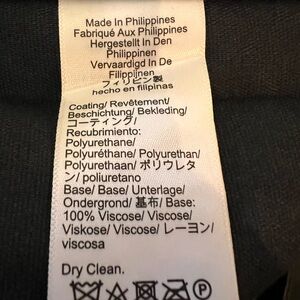 Made In Philippines
Fabriqué Aux Philippines
Hergestellt In Den
Philippinen
Vervaardigd In De
Filippijnen
フィリピン製
hecho en filipinas
Coating/ Revêtement/
Beschichtung/ Bekleding/
コーティング/
Recubrimiento:
Polyurethane/
Polyuréthane/ Polyurethan/
Polyurethaan/ ポリウレタ
ン/ poliuretano
Base/ Base/ Unterlage/
Ondergrond/ 基布/ Base:
100% Viscose/ Viscose/
Viskose/ Viscose/ レーヨン/
viscosa
Dry Clean.
P